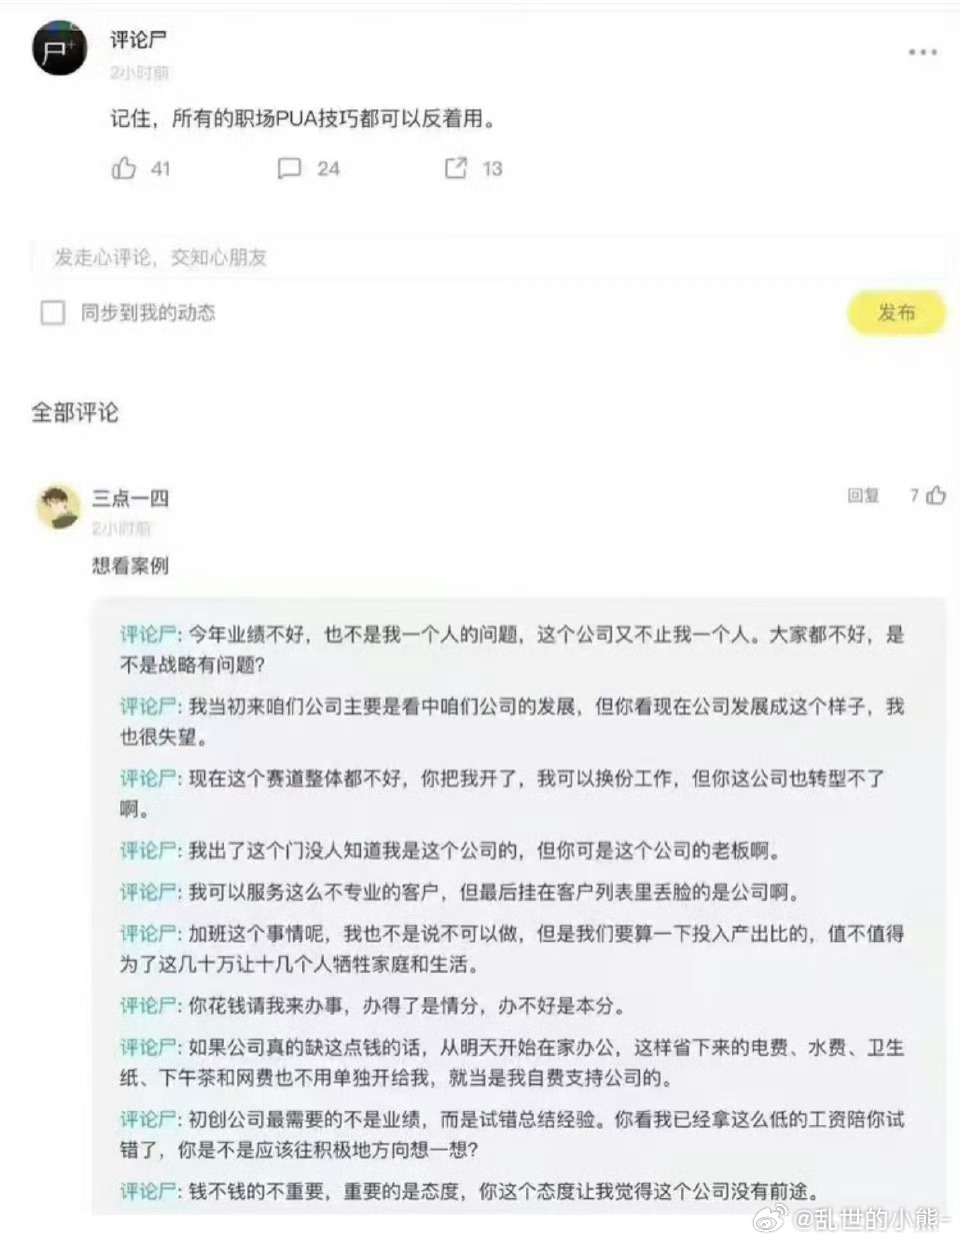 尸+
评论尸
2小时前
记住，所有的职场PUA技巧都可以反着用。
41
24
13
发走心评论，交知心朋友
同步到我的动态
发布
全部评论
三点一四
回复
7
2小时前
想看案例
评论尸: 今年业绩不好，也不是我一个人的问题，这个公司又不止我一个人。大家都不好，是
不是战略有问题？
评论尸: 我当初来咱们公司主要是看中咱们公司的发展，但你看现在公司发展成这个样子，我
也很失望。
评论尸: 现在这个赛道整体都不好，你把我开了，我可以换份工作，但你这公司也转型不了
啊。
评论尸: 我出了这个门没人知道我是这个公司的，但你可是这个公司的老板啊。
评论尸: 我可以服务这么不专业的客户，但最后挂在客户列表里丢脸的是公司啊。
评论尸: 加班这个事情呢，我也不是说不可以做，但是我们要算一下投入产出比的，值不值得
为了这几十万让十几个人牺牲家庭和生活。
评论尸: 你花钱请我来办事，办得了是情分，办不好是本分。
评论尸: 如果公司真的缺这点钱的话，从明天开始在家办公，这样省下来的电费、水费、卫生
纸、下午茶和网费也不用单独开给我，就当是我自费支持公司的。
评论尸: 初创公司最需要的不是业绩，而是试错总结经验。你看我已经拿这么低的工资陪你试
错了，你是不是应该往积极地方向想一想？
评论尸: 钱不钱的不重要，重要的是态度，你这个态度让我觉得这个公司没有前途。
@乱世的小熊-